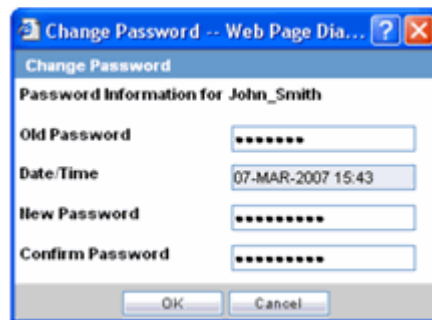 Change Password -- Web Page Dia...
Change Password
Password Information for John_Smith
Old Password •••••••
Date/Time 07-MAR-2007 15:43
New Password •••••••••
Confirm Password •••••••••
OK Cancel